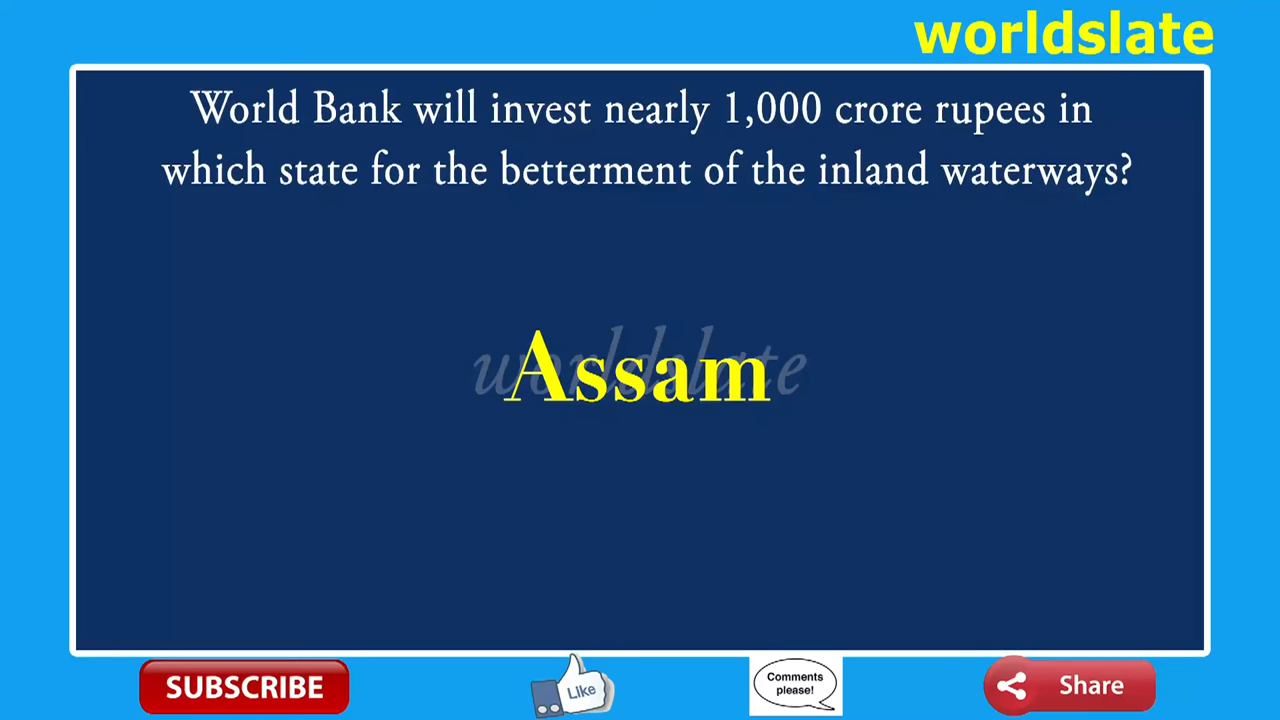 worldslate
World Bank will invest nearly 1,000 crore rupees in
which state for the betterment of the inland waterways?
worldslate
Assam
SUBSCRIBE
Like
Comments
please!
Share